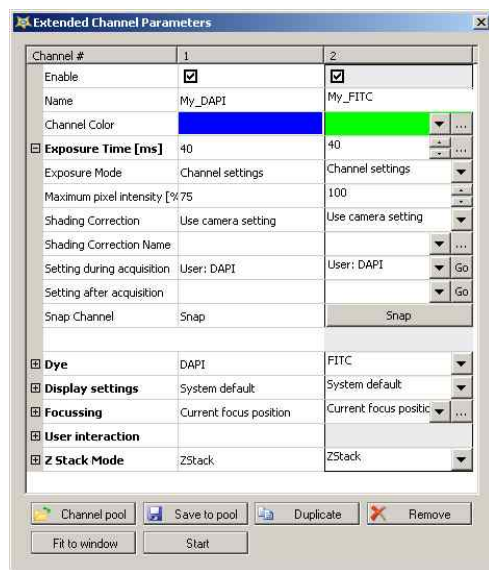 Extended Channel Parameters
Channel # 1 2
Enable
Name My_DAPI My_FITC
Channel Color ...
Exposure Time [ms] 40 40 ...
Exposure Mode Channel settings Channel settings
Maximum pixel intensity [% 75 100
Shading Correction Use camera setting Use camera setting
Shading Correction Name ...
Setting during acquisition User: DAPI User: DAPI Go
Setting after acquisition Go
Snap Channel Snap Snap
Dye DAPI FITC
Display settings System default System default
Focussing Current focus position Current focus positic ...
User interaction
Z Stack Mode ZStack ZStack
Channel pool Save to pool Duplicate Remove
Fit to window Start